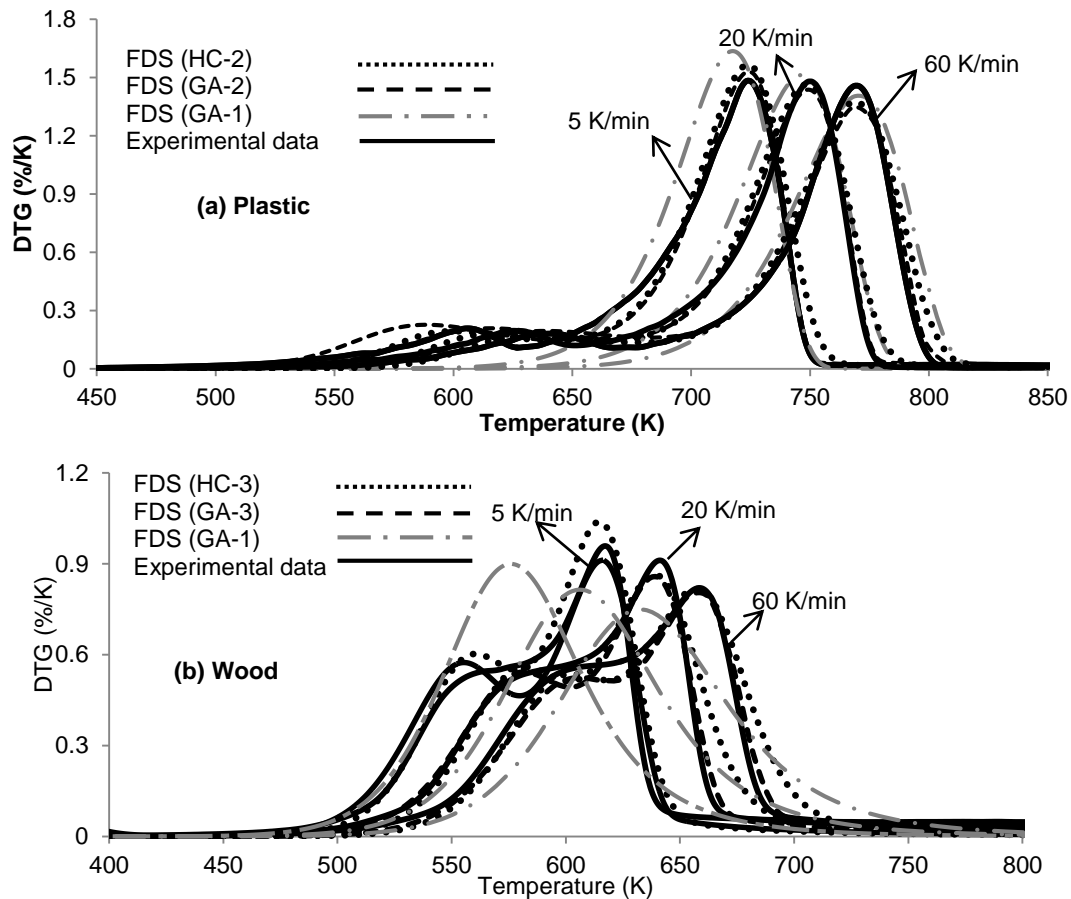 1.8
1.5
1.2
0.9
0.6
0.3
0
DTG (%/K)
FDS (HC-2)
FDS (GA-2)
FDS (GA-1)
Experimental data
(a) Plastic
5 K/min
20 K/min
60 K/min
450 500 550 600 650 700 750 800 850
Temperature (K)
1.2
0.9
0.6
0.3
0
DTG (%/K)
FDS (HC-3)
FDS (GA-3)
FDS (GA-1)
Experimental data
(b) Wood
5 K/min
20 K/min
60 K/min
400 500 550 600 650 700 750 800
Temperature (K)